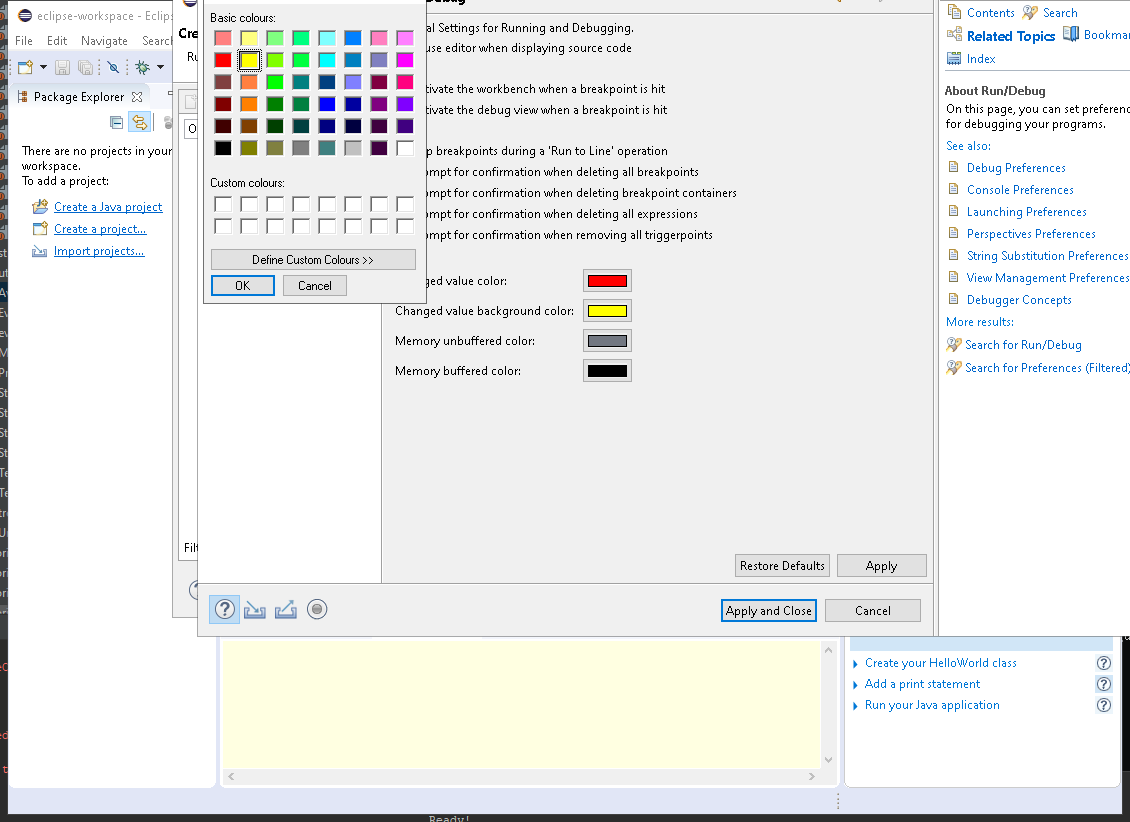 eclipse-workspace - Eclips
File Edit Navigate Search
Package Explorer
There are no projects in your
workspace.
To add a project:
Create a Java project
Create a project...
Import projects...
Cre
Ru
Filt
Basic colours:
Custom colours:
Define Custom Colours >>
OK Cancel
al Settings for Running and Debugging.
use editor when displaying source code
tivate the workbench when a breakpoint is hit
tivate the debug view when a breakpoint is hit
p breakpoints during a 'Run to Line' operation
mpt for confirmation when deleting all breakpoints
mpt for confirmation when deleting breakpoint containers
mpt for confirmation when deleting all expressions
mpt for confirmation when removing all triggerpoints
ged value color:
Changed value background color:
Memory unbuffered color:
Memory buffered color:
Restore Defaults Apply
Apply and Close Cancel
Contents Search
Related Topics Bookmar
Index
About Run/Debug
On this page, you can set preferenc
for debugging your programs.
See also:
Debug Preferences
Console Preferences
Launching Preferences
Perspectives Preferences
String Substitution Preferences
View Management Preferences
Debugger Concepts
More results:
Search for Run/Debug
Search for Preferences (Filtered)
Create your HelloWorld class
Add a print statement
Run your Java application
Ready!